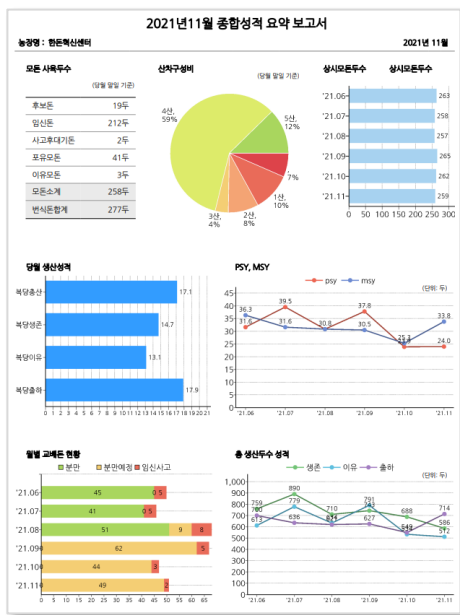 2021년11월 종합성적 요약 보고서
농장명 : 한돈혁신센터
2021년 11월
모돈 사육두수
(당월 말일 기준)
후보돈 19두
임신돈 212두
사고후대기돈 2두
포유모돈 41두
이유모돈 3두
모돈소계 258두
번식돈합계 277두
산차구성비
(당월 말일 기준)
4산, 59%
5산, 12%
7%
1산, 10%
2산, 8%
3산, 4%
상시모돈두수 상시모돈두수
'21.06 263
'21.07 258
'21.08 257
'21.09 265
'21.10 262
'21.11 259
0 50 100 150 200 250 300
당월 생산성적
복당총산 17.1
복당생존 14.7
복당이유 13.1
복당출하 17.9
0 1 2 3 4 5 6 7 8 9 10 11 12 13 14 15 16 17 18 19 20 21
PSY, MSY
psy msy
(단위: 두)
45
40
35
30
25
20
15
10
5
0
36.3
31.6
39.5
31.6
30.8
37.8
30.5
25.3
33.8
24.0
'21.06 '21.07 '21.08 '21.09 '21.10 '21.11
월별 교배돈 현황
분만 분만예정 임신사고
'21.06 45 0 5
'21.07 41 0 5
'21.08 51 9 8
'21.09 0 62 5
'21.10 0 44 3
'21.11 0 49 2
0 5 10 15 20 25 30 35 40 45 50 55 60 65
총 생산두수 성적
생존 이유 출하
(단위: 두)
1,000
900
800
700
600
500
400
300
200
100
0
759
700
613
890
779
636
710
791
743
627
688
549
714
586
512
'21.06 '21.07 '21.08 '21.09 '21.10 '21.11